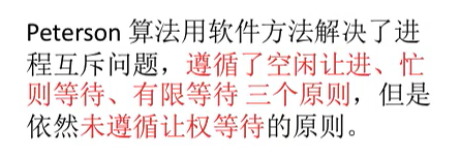 Peterson 算法用软件方法解决了进
程互斥问题，遵循了空闲让进、忙
则等待、有限等待 三个原则，但是
依然未遵循让权等待的原则。